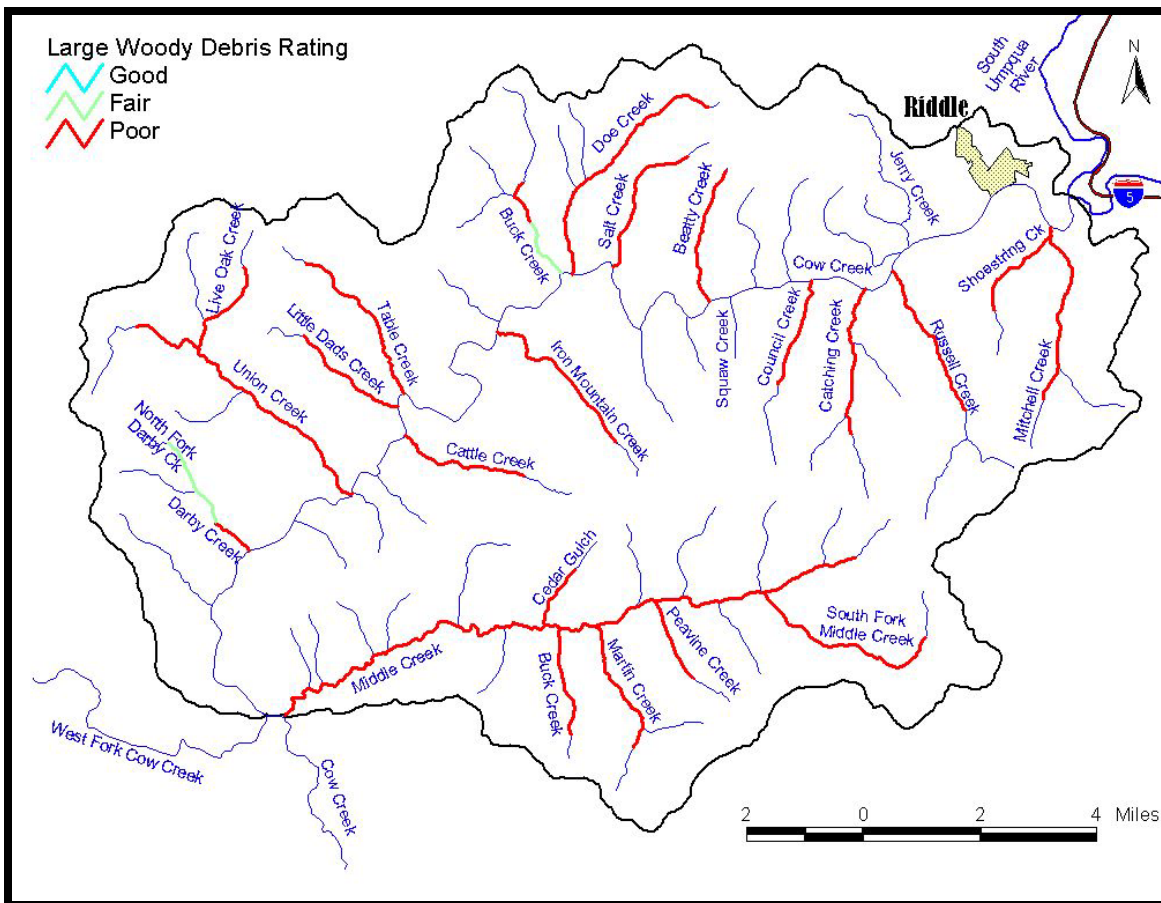 Large Woody Debris Rating
Good
Fair
Poor
South
Umpqua
River
N
Riddle
5
Doe Creek
Salt Creek
Beatty Creek
Buck Creek
Jerry Creek
Live Oak Creek
Shoestring Ck
Cow Creek
Table Creek
Little Dads Creek
Iron Mountain Creek
Squaw Creek
Council Creek
Catching Creek
Russell Creek
Mitchell Creek
Union Creek
North Fork
Darby Ck
Cattle Creek
Darby Creek
Cedar Gulch
South Fork
Middle Creek
Peavine Creek
Martin Creek
Buck Creek
Middle Creek
West Fork Cow Creek
Cow Creek
2 0 2 4 Miles